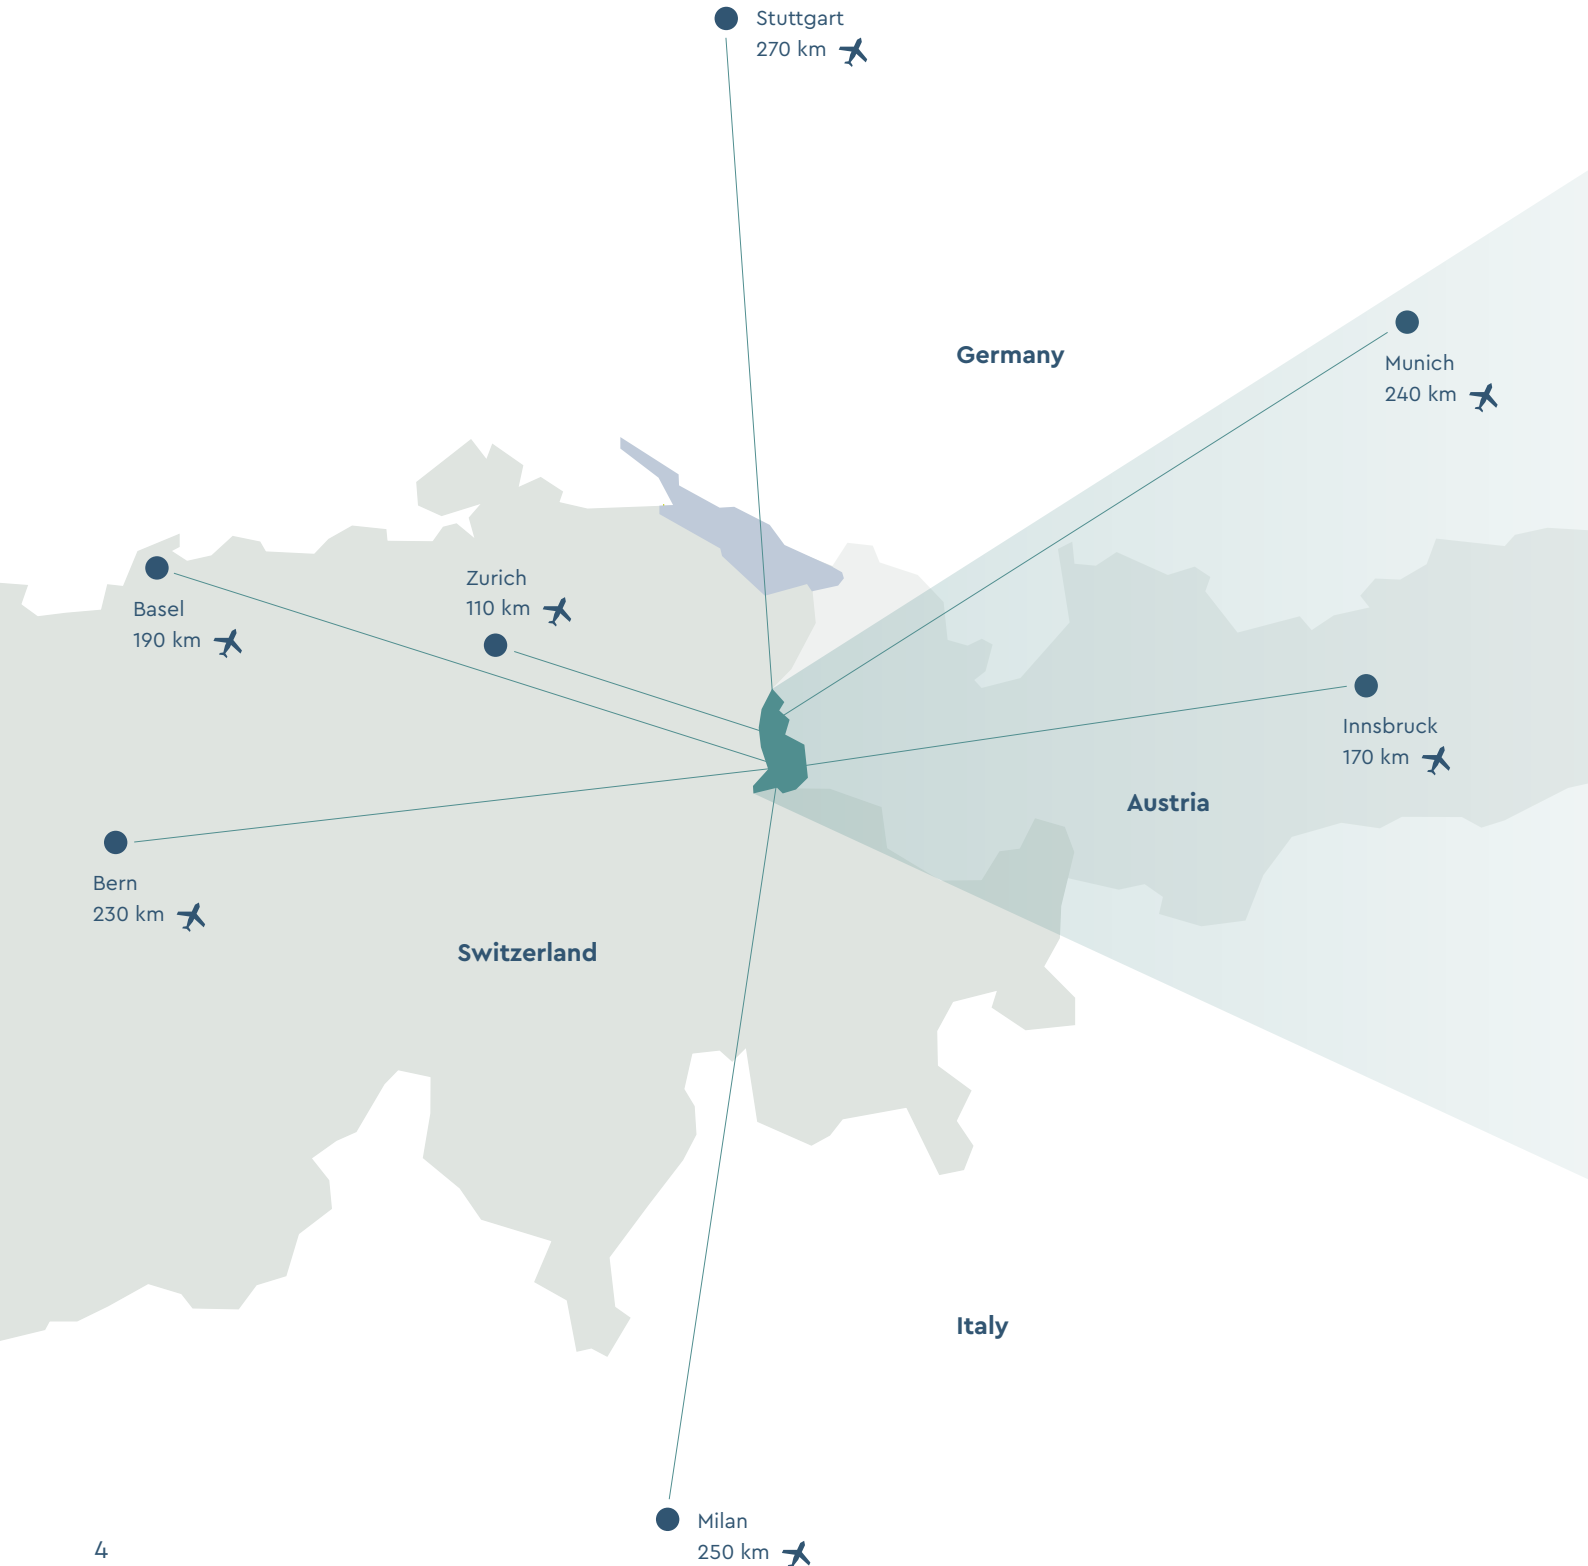 Stuttgart
270 km
Germany
Munich
240 km
Zurich
110 km
Basel
190 km
Innsbruck
170 km
Austria
Bern
230 km
Switzerland
Italy
Milan
250 km
4